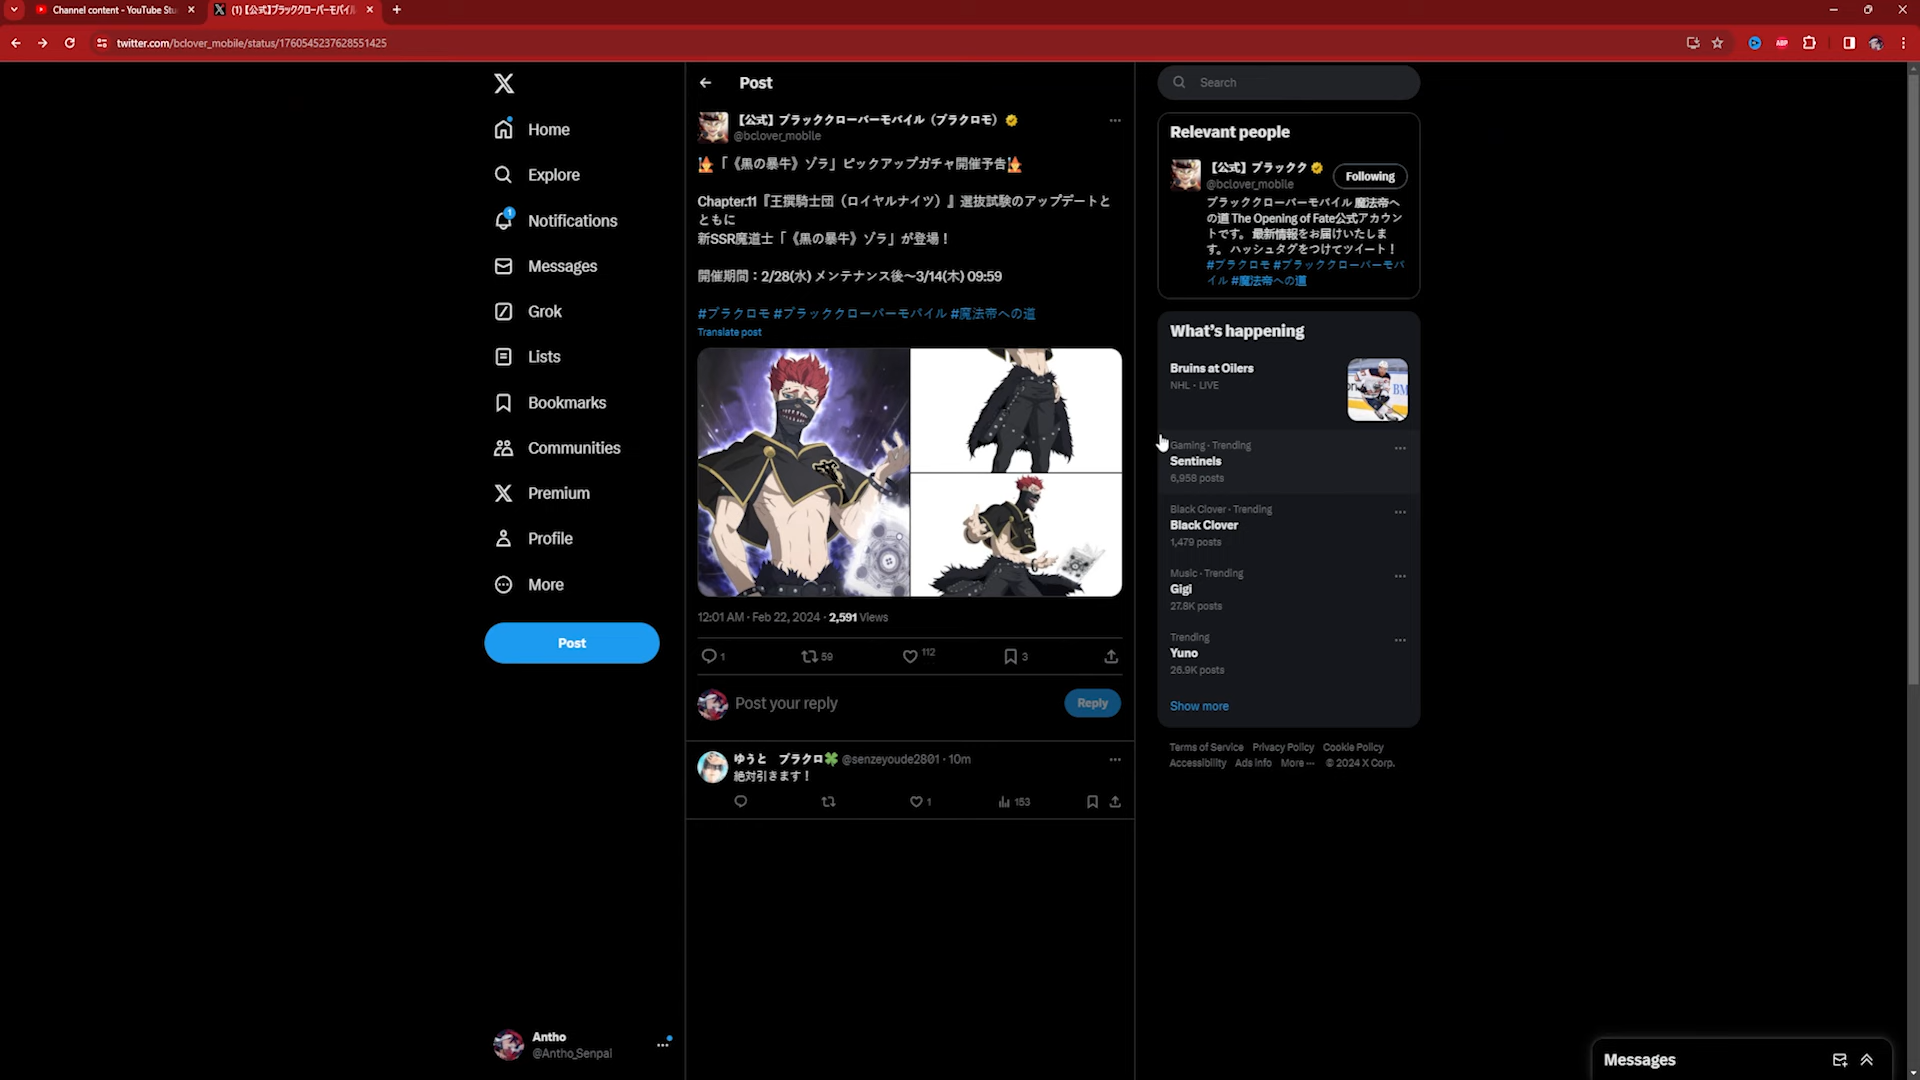 Channel content - YouTube Stu
(1)【公式】ブラッククローバーモバイル
twitter.com/bclover_mobile/status/1760545237628551425
ABP
Home
Explore
1
Notifications
Messages
Grok
Lists
Bookmarks
Communities
Premium
Profile
More
Post
Antho
@Antho_Senpai
Post
【公式】ブラッククローバーモバイル（ブラクロモ）
@bclover_mobile
「《黒の暴牛》ゾラ」ピックアップガチャ開催予告
Chapter.11『王撰騎士団（ロイヤルナイツ）』選抜試験のアップデートと
ともに
新SSR魔道士「《黒の暴牛》ゾラ」が登場！
開催期間：2/28(水) メンテナンス後～3/14(木) 09:59
#ブラクロモ #ブラッククローバーモバイル #魔法帝への道
Translate post
12:01 AM · Feb 22, 2024 · 2,591 Views
1 59 112 3
Post your reply
Reply
ゆうと ブラクロ🍀 @senzeyoude2801 · 10m
絶対引きます！
1 153
Search
Relevant people
【公式】ブラックク
@bclover_mobile
Following
ブラッククローバーモバイル 魔法帝へ
の道 The Opening of Fate公式アカウン
トです。 最新情報をお届けいたしま
す。 ハッシュタグをつけてツイート！
#ブラクロモ #ブラッククローバーモバ
イル #魔法帝への道
What's happening
Bruins at Oilers
NHL · LIVE
Gaming · Trending
Sentinels
6,958 posts
Black Clover · Trending
Black Clover
1,479 posts
Music · Trending
Gigi
27.8K posts
Trending
Yuno
26.9K posts
Show more
Terms of Service Privacy Policy Cookie Policy
Accessibility Ads info More ··· © 2024 X Corp.
Messages